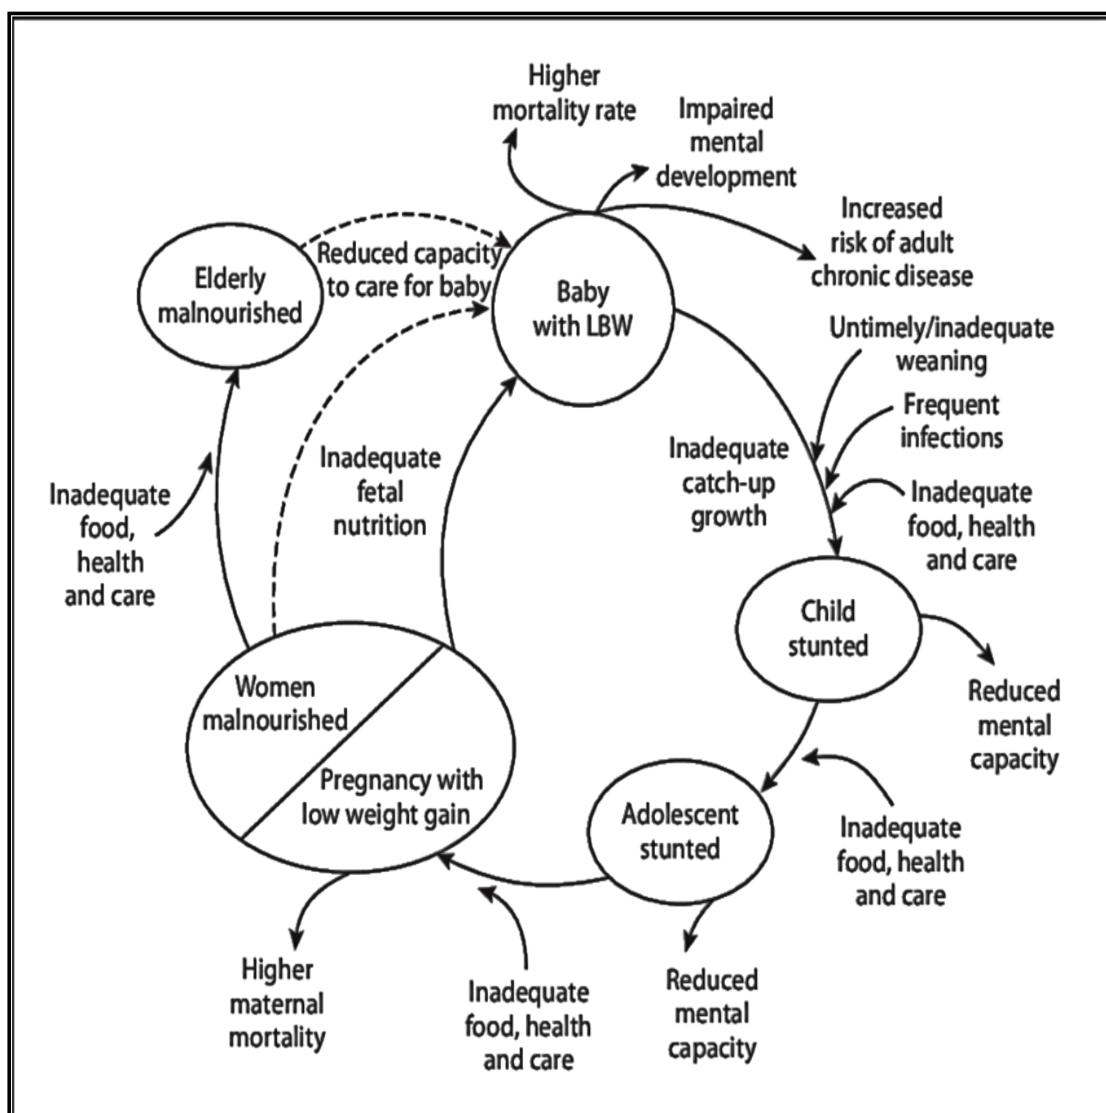 Higher
mortality rate
Impaired
mental
development
Increased
risk of adult
chronic disease
Elderly
malnourished
Reduced capacity
to care for baby
Baby
with LBW
Untimely/inadequate
weaning
Frequent
infections
Inadequate
food, health
and care
Inadequate
catch-up
growth
Inadequate
fetal
nutrition
Inadequate
food,
health
and care
Child
stunted
Reduced
mental
capacity
Women
malnourished
Pregnancy with
low weight gain
Adolescent
stunted
Inadequate
food, health
and care
Higher
maternal
mortality
Inadequate
food, health
and care
Reduced
mental
capacity